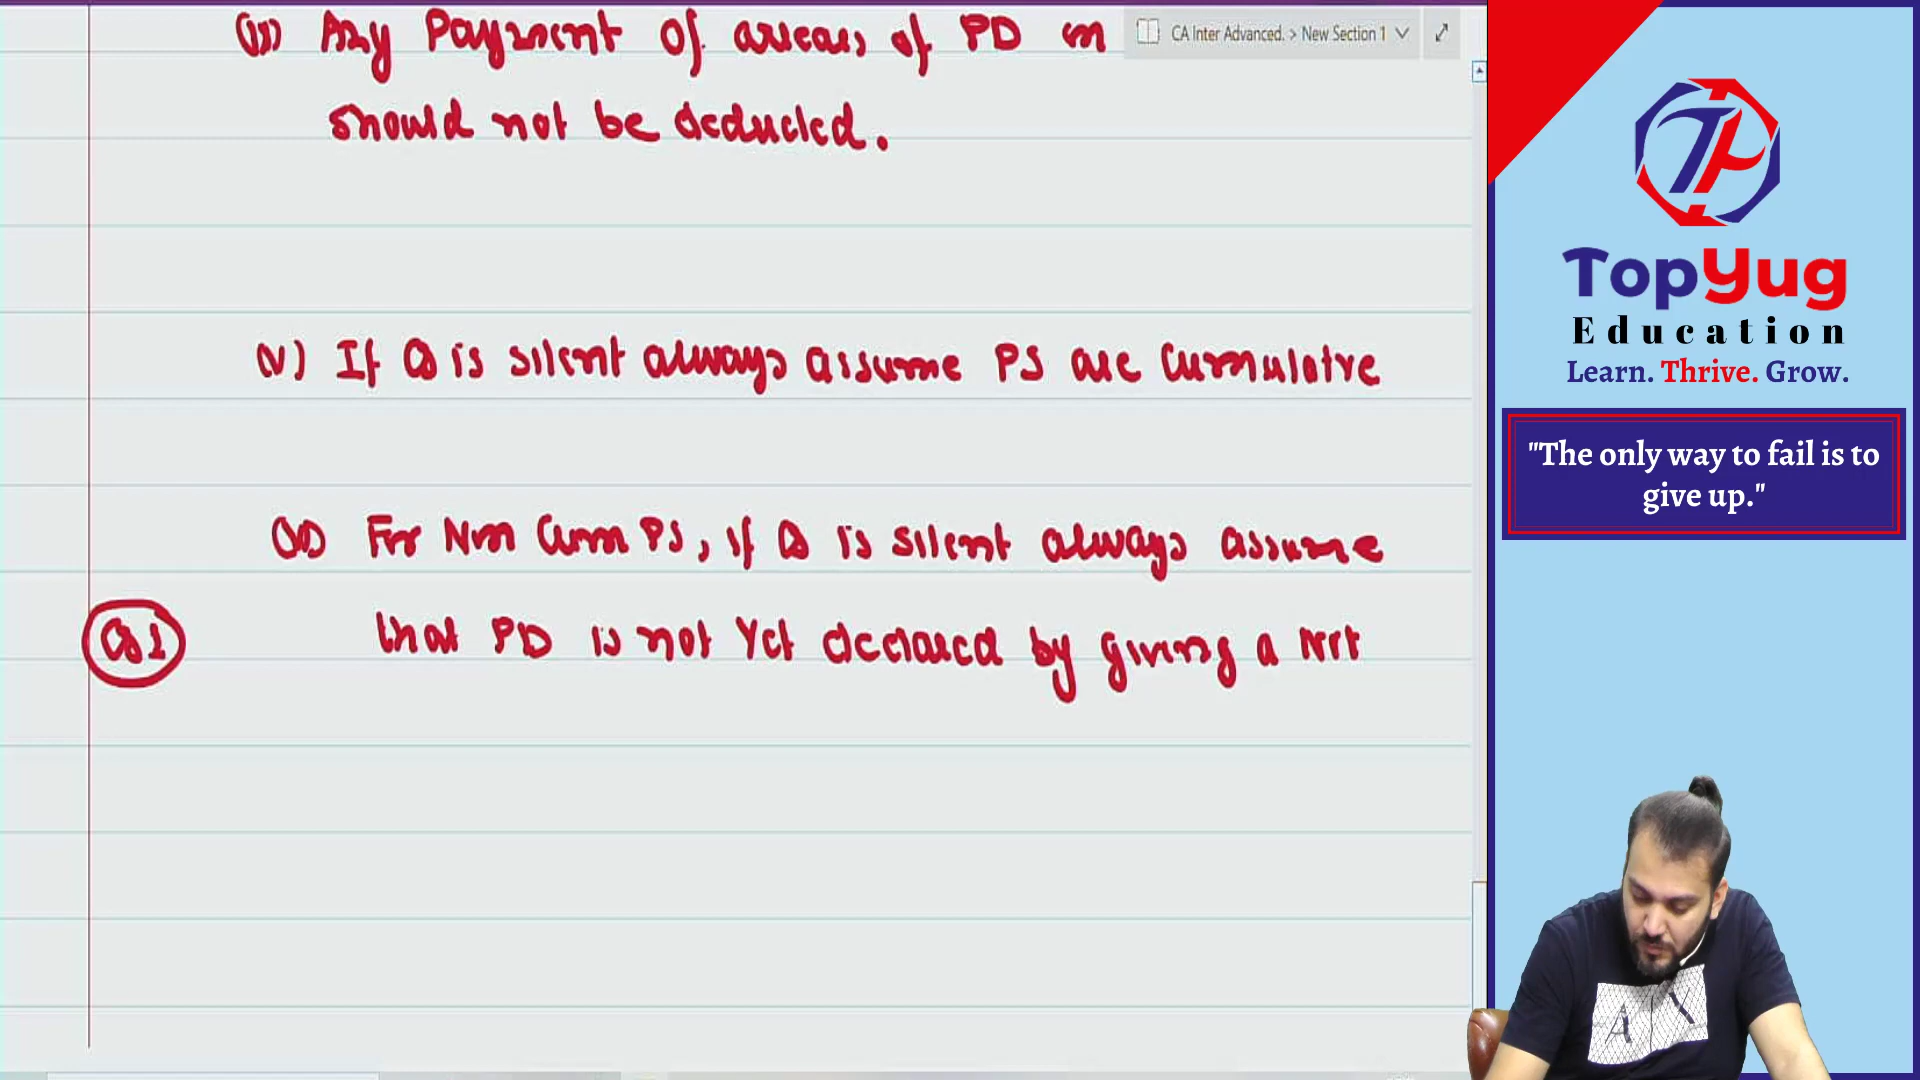 Any Payment of arrears of PD in
should not be deducted.
CA Inter Advanced. > New Section 1
(V) If Q is silent always assume PS are Cumulative
(VI) For Non Cum PS, if Q is silent always assume
Q1 that PD is not yet declared by giving a Note
TopYug
Education
Learn. Thrive. Grow.
"The only way to fail is to
give up."